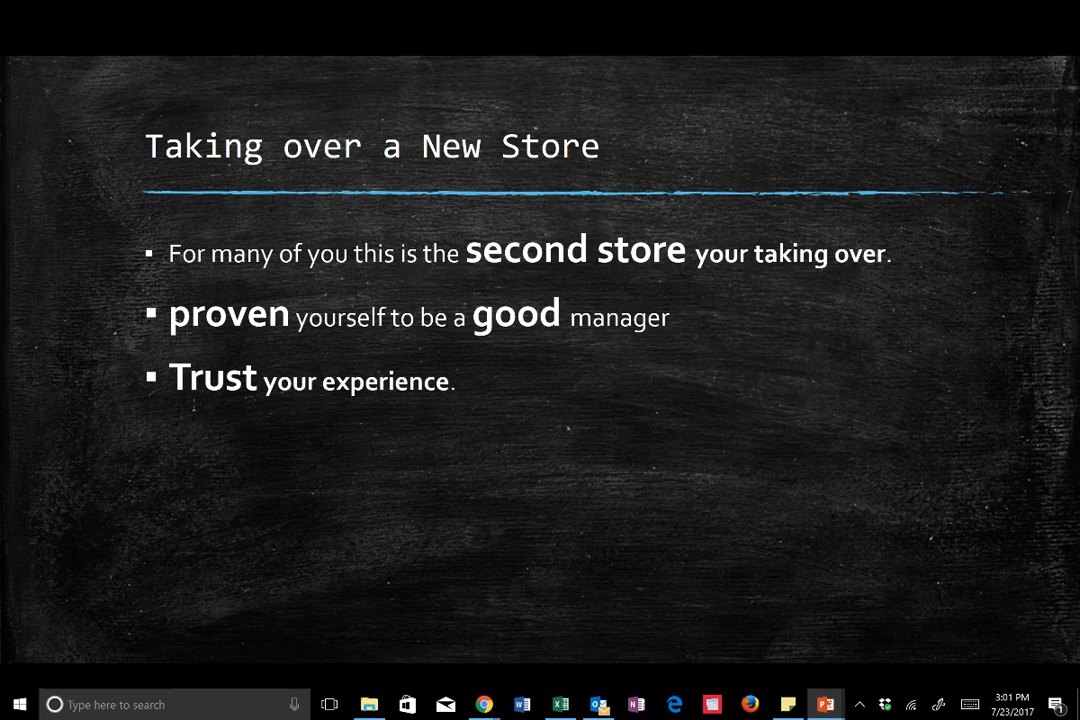 Taking over a New Store
▪ For many of you this is the second store your taking over.
▪ proven yourself to be a good manager
▪ Trust your experience.
Type here to search
3:01 PM
7/23/2017